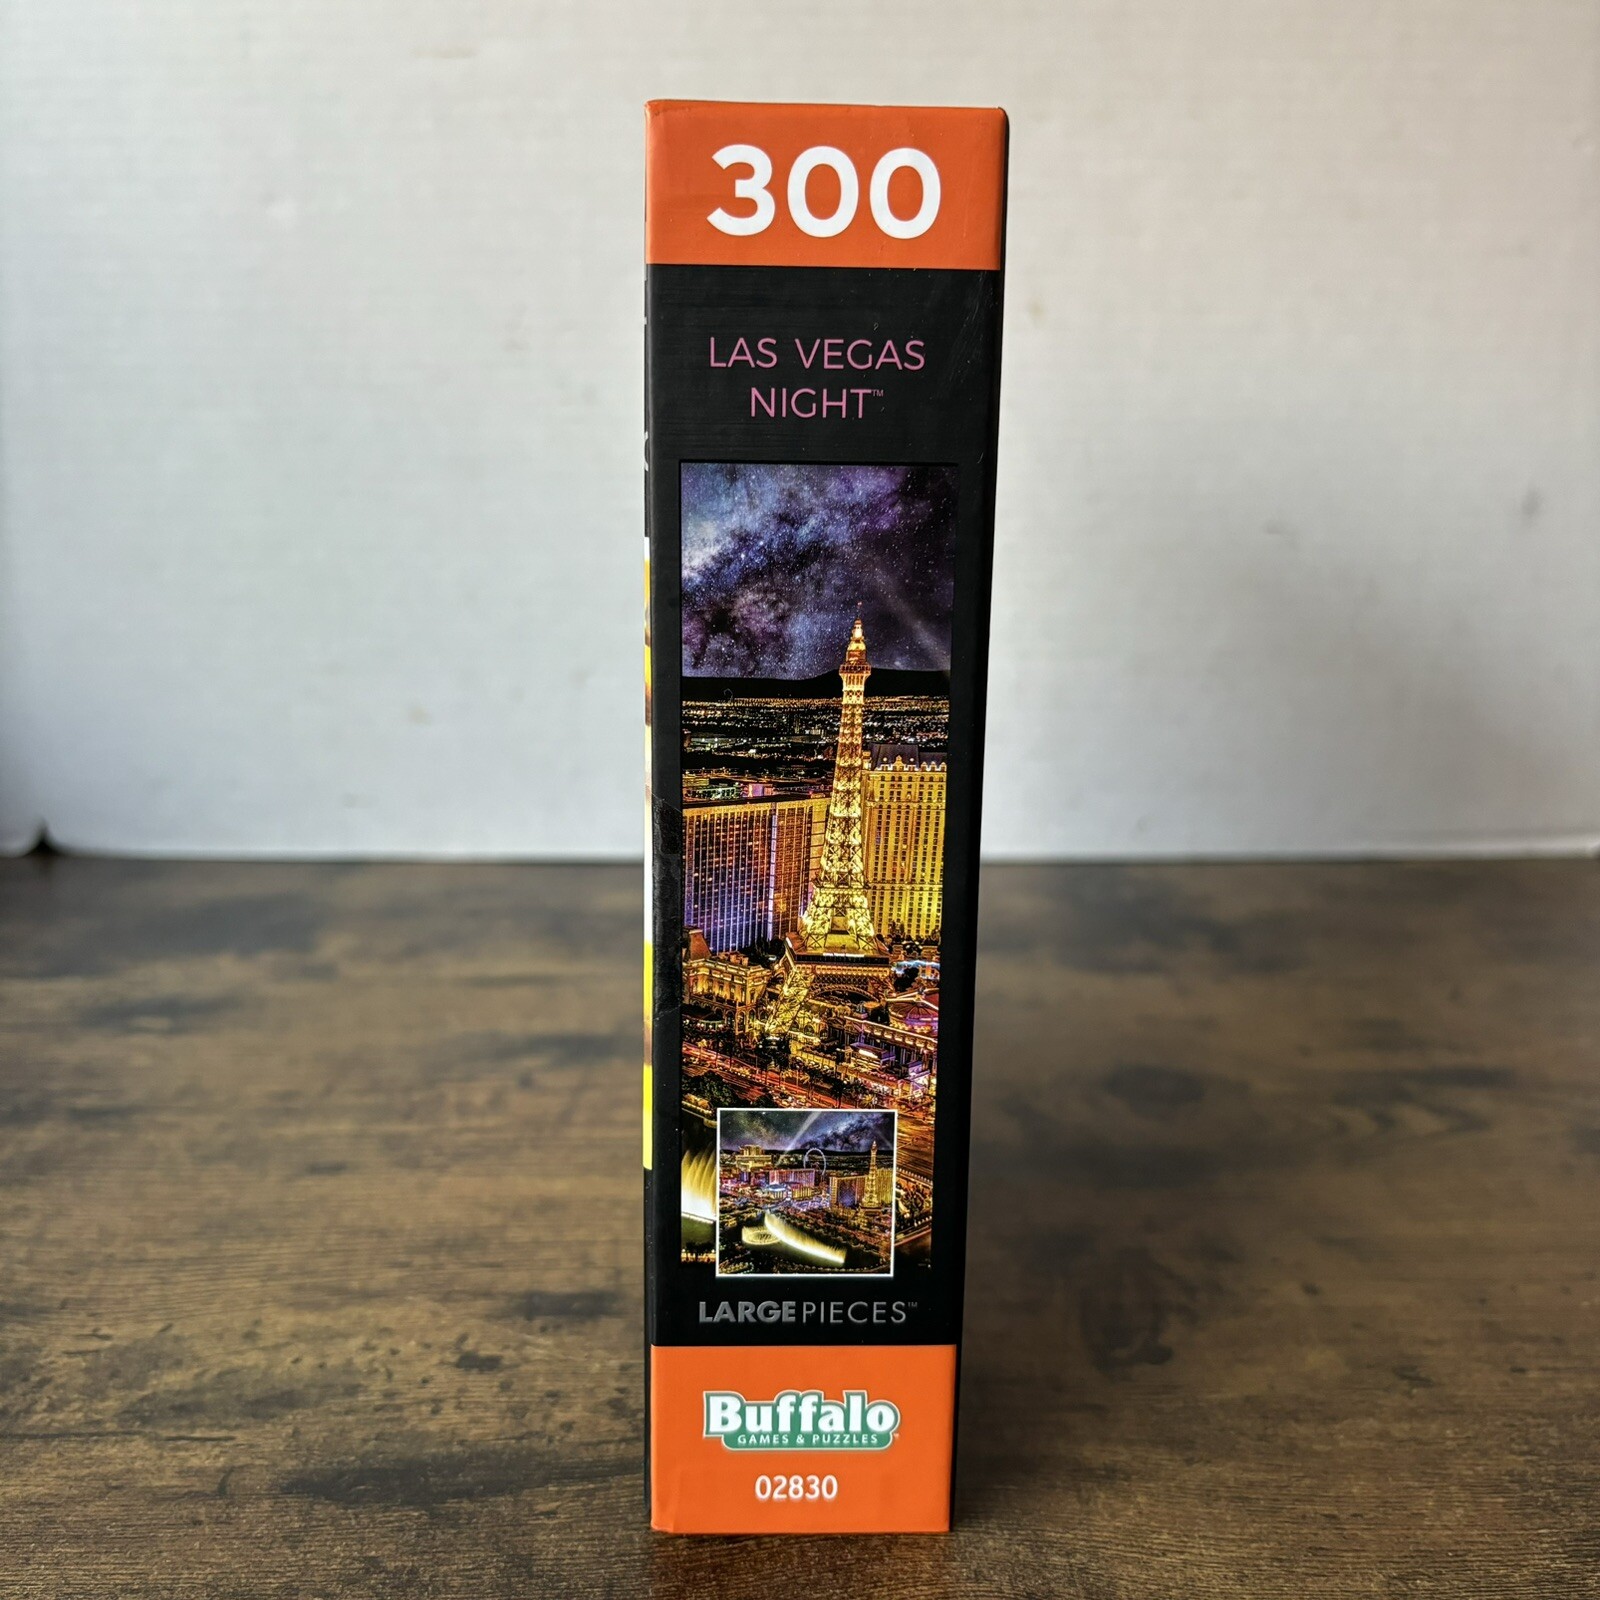 300
LAS VEGAS
NIGHT™
LARGEPIECES™
Buffalo
GAMES & PUZZLES
02830